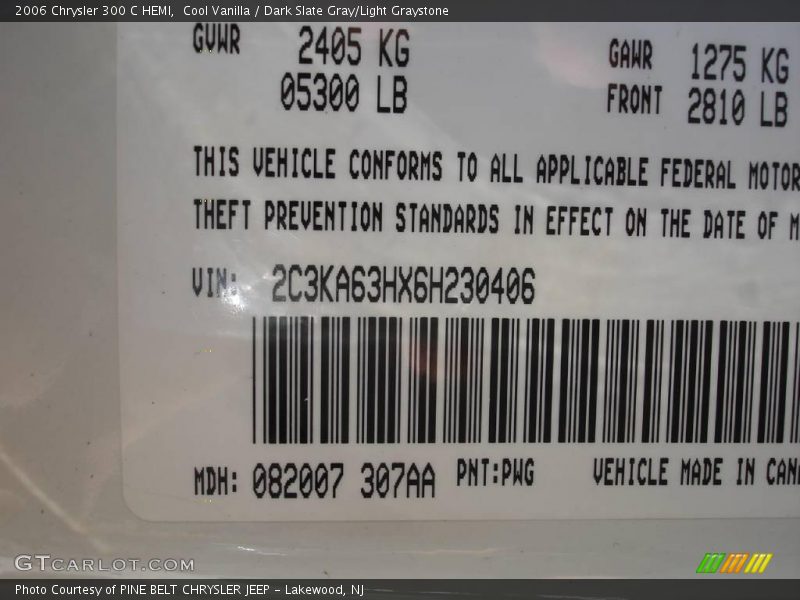 2006 Chrysler 300 C HEMI,  Cool Vanilla / Dark Slate Gray/Light Graystone
GVWR 2405 KG GAWR 1275 KG
05300 LB FRONT 2810 LB
THIS VEHICLE CONFORMS TO ALL APPLICABLE FEDERAL MOTOR
THEFT PREVENTION STANDARDS IN EFFECT ON THE DATE OF M
VIN: 2C3KA63HX6H230406
MDH: 082007 307AA PNT:PWG VEHICLE MADE IN CAN
GTCARLOT.COM
Photo Courtesy of PINE BELT CHRYSLER JEEP - Lakewood, NJ